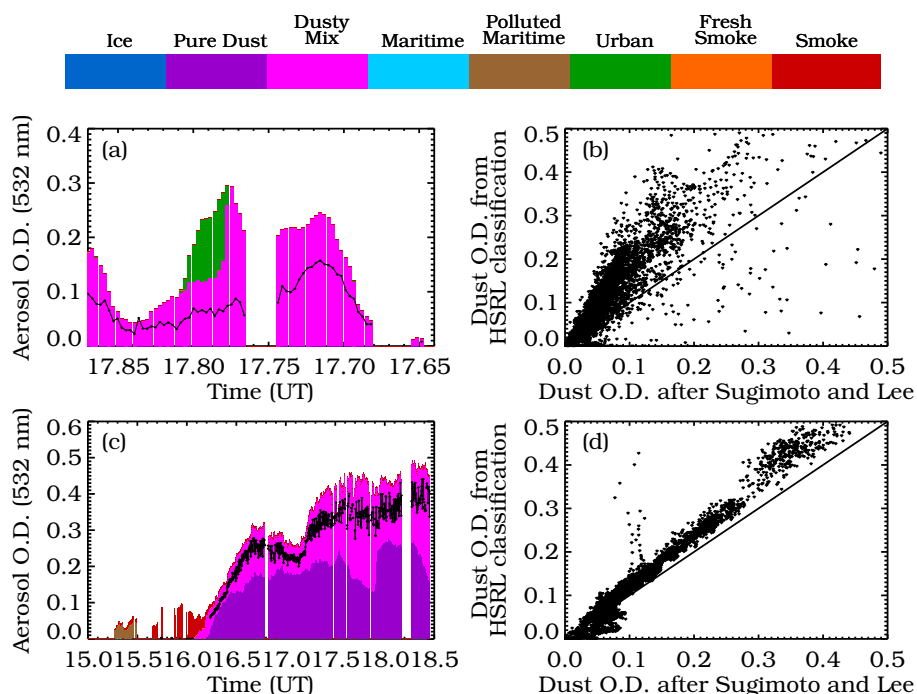 Ice
Pure Dust
Dusty
Mix
Maritime
Polluted
Maritime
Urban
Fresh
Smoke
Smoke
Aerosol O.D. (532 nm)
0.4
0.3
0.2
0.1
0.0
(a)
17.85 17.80 17.75 17.70 17.65
Time (UT)
Dust O.D. from
HSRL classification
0.5
0.4
0.3
0.2
0.1
0.0
(b)
0.0 0.1 0.2 0.3 0.4 0.5
Dust O.D. after Sugimoto and Lee
Aerosol O.D. (532 nm)
0.6
0.5
0.4
0.3
0.2
0.1
0.0
(c)
15.015.516.016.517.017.518.018.5
Time (UT)
Dust O.D. from
HSRL classification
0.5
0.4
0.3
0.2
0.1
0.0
(d)
0.0 0.1 0.2 0.3 0.4 0.5
Dust O.D. after Sugimoto and Lee